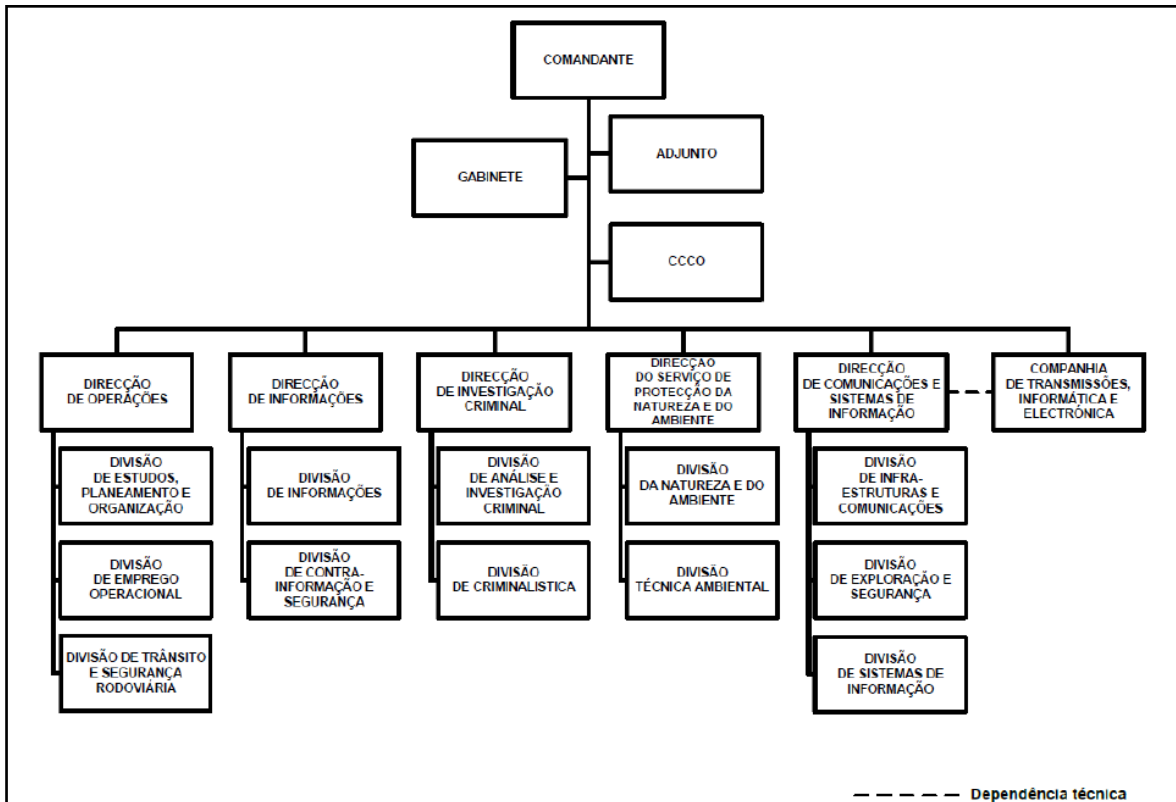 COMANDANTE
ADJUNTO
GABINETE
CCCO
DIRECÇÃO
DE OPERAÇÕES
DIRECÇÃO
DE INFORMAÇÕES
DIRECÇÃO
DE INVESTIGAÇÃO
CRIMINAL
DIRECÇÃO
DO SERVIÇO DE
PROTECÇÃO DA
NATUREZA E DO
AMBIENTE
DIRECÇÃO
DE COMUNICAÇÕES E
SISTEMAS DE
INFORMAÇÃO
COMPANHIA
DE TRANSMISSÕES,
INFORMÁTICA E
ELECTRÓNICA
DIVISÃO
DE ESTUDOS,
PLANEAMENTO E
ORGANIZAÇÃO
DIVISÃO
DE INFORMAÇÕES
DIVISÃO
DE ANÁLISE E
INVESTIGAÇÃO
CRIMINAL
DIVISÃO
DA NATUREZA E DO
AMBIENTE
DIVISÃO
DE INFRA-
ESTRUTURAS E
COMUNICAÇÕES
DIVISÃO
DE EMPREGO
OPERACIONAL
DIVISÃO
DE CONTRA-
INFORMAÇÃO E
SEGURANÇA
DIVISÃO
DE CRIMINALISTICA
DIVISÃO
TÉCNICA AMBIENTAL
DIVISÃO
DE EXPLORAÇÃO E
SEGURANÇA
DIVISÃO DE TRÂNSITO
E SEGURANÇA
RODOVIÁRIA
DIVISÃO
DE SISTEMAS DE
INFORMAÇÃO
Dependência técnica